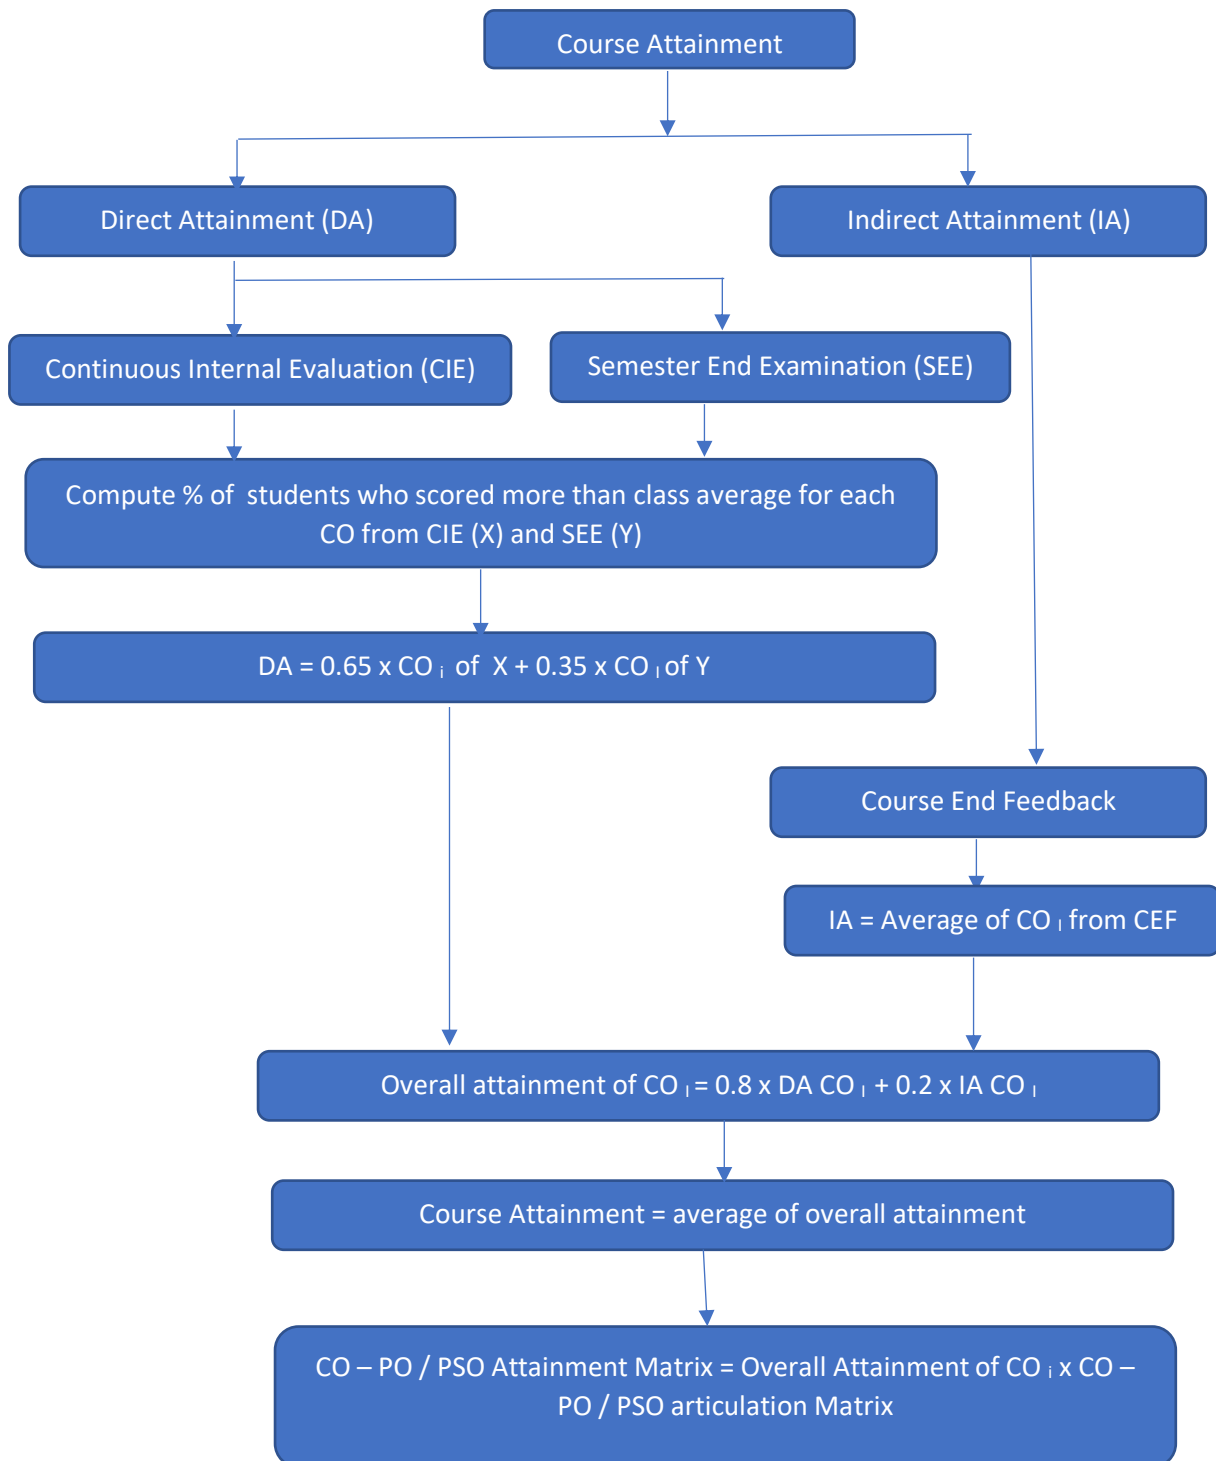 Course Attainment
Direct Attainment (DA)
Indirect Attainment (IA)
Continuous Internal Evaluation (CIE)
Semester End Examination (SEE)
Compute % of  students who scored more than class average for each
CO from CIE (X) and SEE (Y)
DA = 0.65 x CO i  of  X + 0.35 x CO I of Y
Course End Feedback
IA = Average of CO I from CEF
Overall attainment of CO I = 0.8 x DA CO I + 0.2 x IA CO I
Course Attainment = average of overall attainment
CO – PO / PSO Attainment Matrix = Overall Attainment of CO i x CO –
PO / PSO articulation Matrix